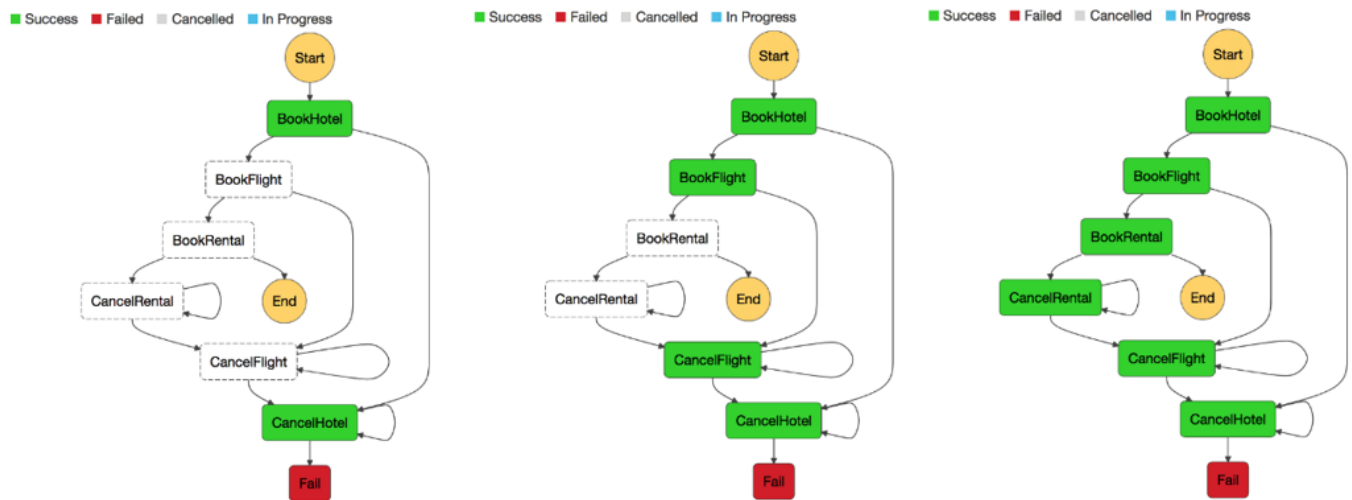 Success Failed Cancelled In Progress
Start
BookHotel
BookFlight
BookRental
CancelRental
End
CancelFlight
CancelHotel
Fail
Success Failed Cancelled In Progress
Start
BookHotel
BookFlight
BookRental
CancelRental
End
CancelFlight
CancelHotel
Fail
Success Failed Cancelled In Progress
Start
BookHotel
BookFlight
BookRental
CancelRental
End
CancelFlight
CancelHotel
Fail